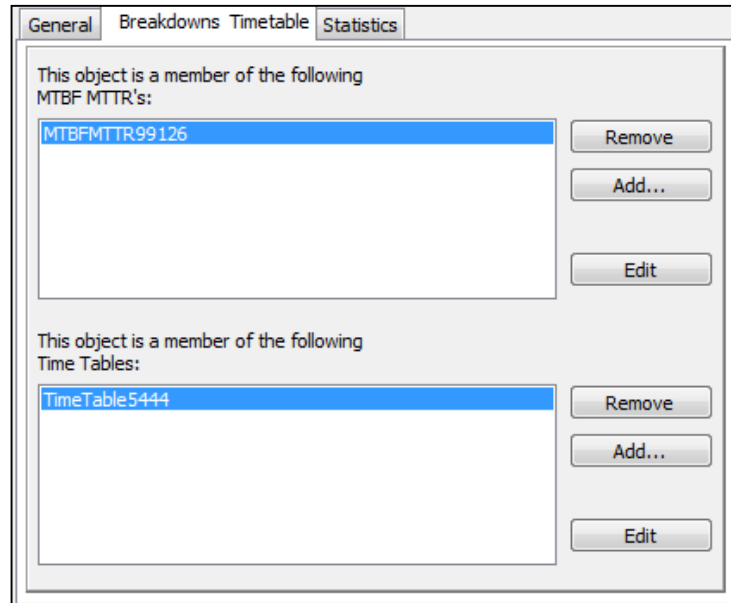 General Breakdowns Timetable Statistics
This object is a member of the following
MTBF MTTR's:
MTBFMTTR99126
Remove
Add...
Edit
This object is a member of the following
Time Tables:
TimeTable5444
Remove
Add...
Edit